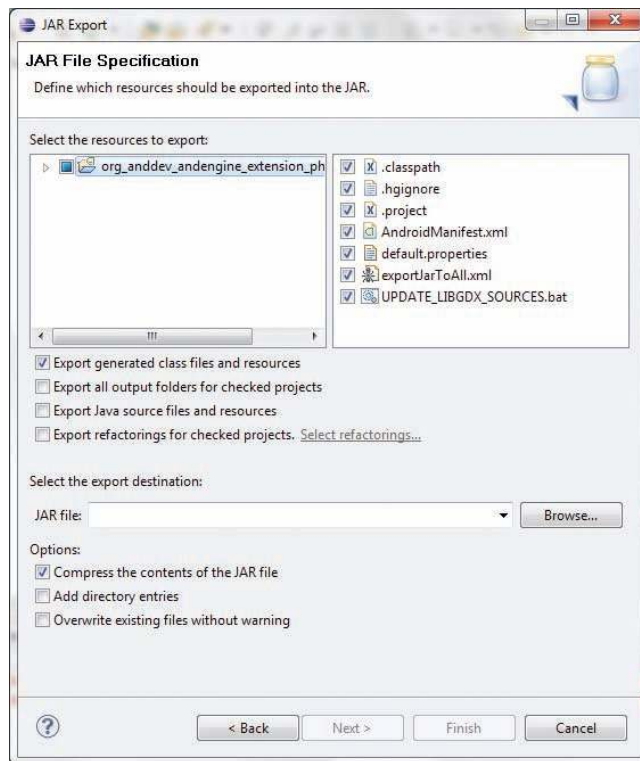 JAR Export
JAR File Specification
Define which resources should be exported into the JAR.
Select the resources to export:
org_anddev_andengine_extension_ph
.classpath
.hgignore
.project
AndroidManifest.xml
default.properties
exportJarToAll.xml
UPDATE_LIBGDX_SOURCES.bat
Export generated class files and resources
Export all output folders for checked projects
Export Java source files and resources
Export refactorings for checked projects. Select refactorings...
Select the export destination:
JAR file:
Browse...
Options:
Compress the contents of the JAR file
Add directory entries
Overwrite existing files without warning
< Back Next > Finish Cancel